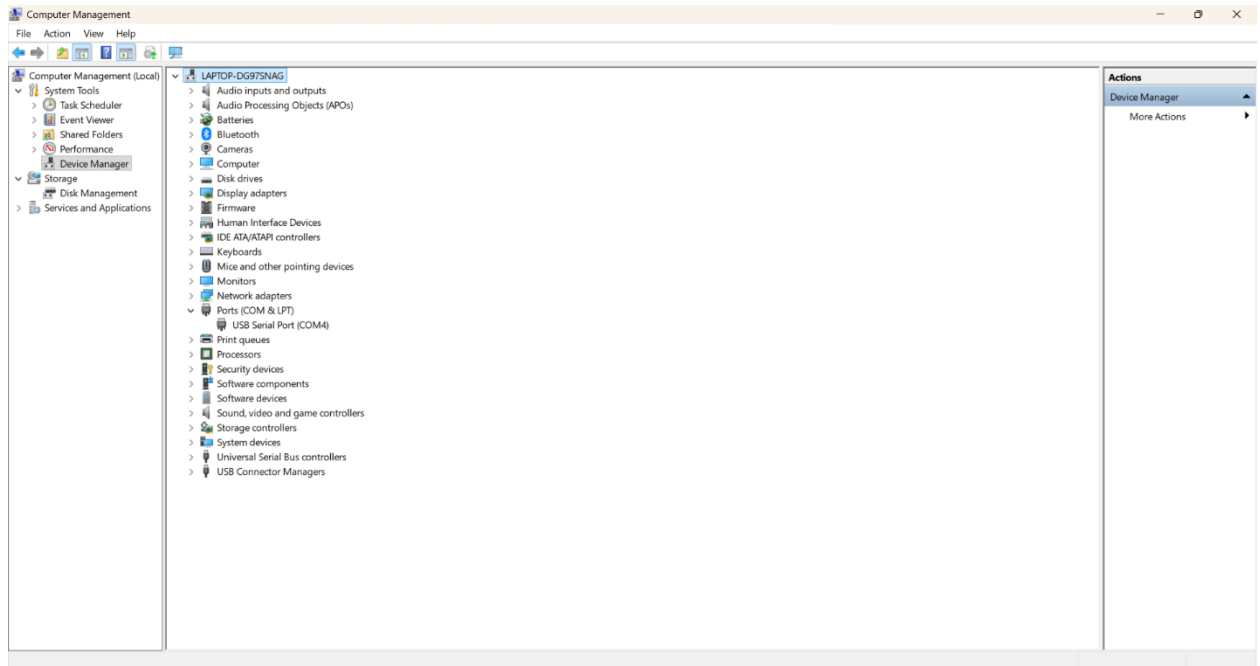 Computer Management
File Action View Help
Computer Management (Local)
System Tools
Task Scheduler
Event Viewer
Shared Folders
Performance
Device Manager
Storage
Disk Management
Services and Applications
LAPTOP-DG97SNAG
Audio inputs and outputs
Audio Processing Objects (APOs)
Batteries
Bluetooth
Cameras
Computer
Disk drives
Display adapters
Firmware
Human Interface Devices
IDE ATA/ATAPI controllers
Keyboards
Mice and other pointing devices
Monitors
Network adapters
Ports (COM & LPT)
USB Serial Port (COM4)
Print queues
Processors
Security devices
Software components
Software devices
Sound, video and game controllers
Storage controllers
System devices
Universal Serial Bus controllers
USB Connector Managers
Actions
Device Manager
More Actions